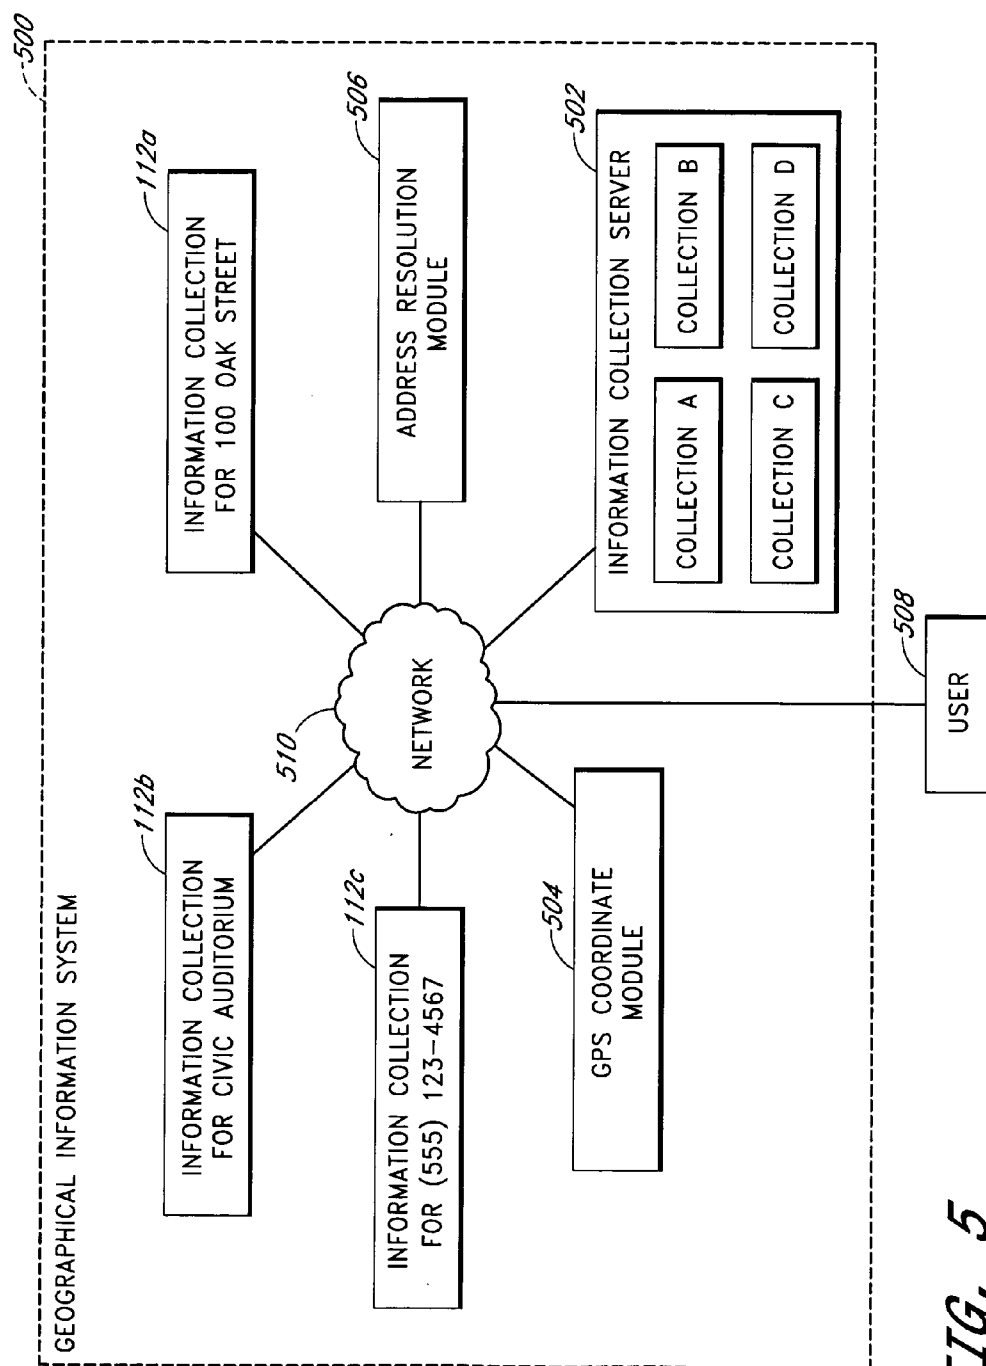 500
GEOGRAPHICAL INFORMATION SYSTEM
112b
INFORMATION COLLECTION
FOR CIVIC AUDITORIUM
112a
INFORMATION COLLECTION
FOR 100 OAK STREET
112c
INFORMATION COLLECTION
FOR (555) 123-4567
510
NETWORK
506
ADDRESS RESOLUTION
MODULE
504
GPS COORDINATE
MODULE
502
INFORMATION COLLECTION SERVER
COLLECTION A
COLLECTION B
COLLECTION C
COLLECTION D
508
USER
FIG. 5